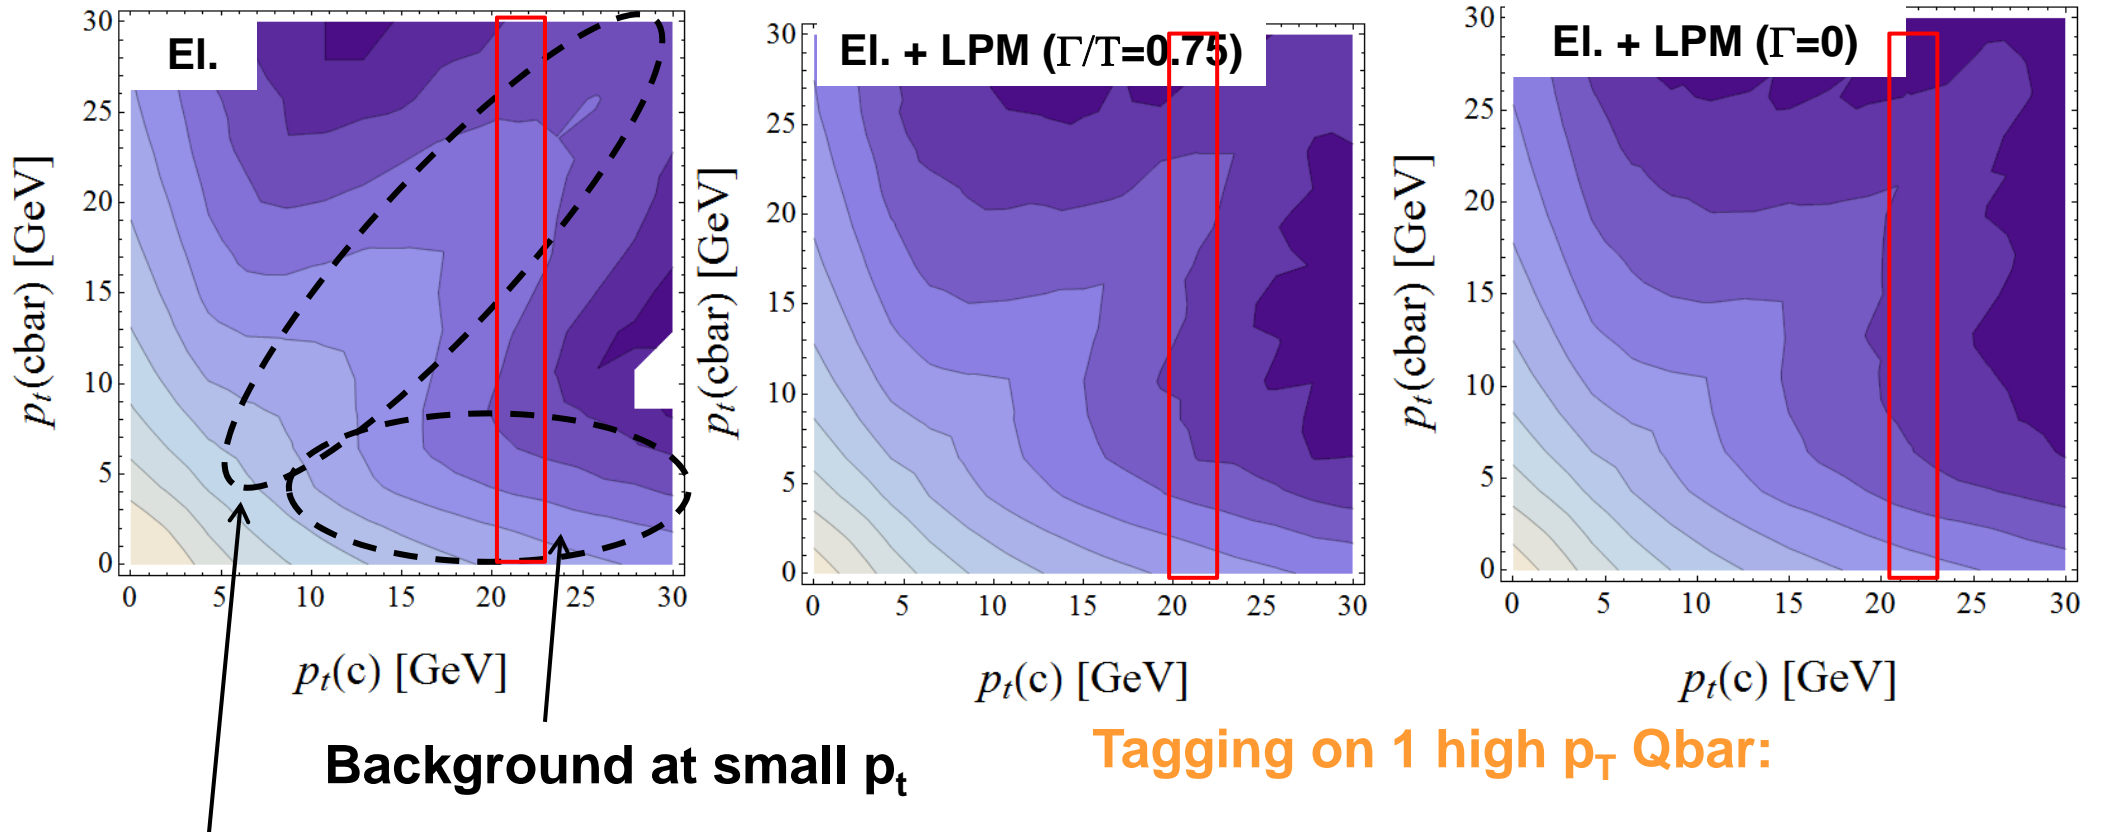 El.
El. + LPM (Γ/T=0.75)
El. + LPM (Γ=0)
30
25
20
15
10
5
0
0 5 10 15 20 25 30
p_t(cbar) [GeV]
p_t(c) [GeV]
30
25
20
15
10
5
0
0 5 10 15 20 25 30
p_t(cbar) [GeV]
p_t(c) [GeV]
30
25
20
15
10
5
0
0 5 10 15 20 25 30
p_t(cbar) [GeV]
p_t(c) [GeV]
Background at small p_t
Tagging on 1 high p_T Qbar: